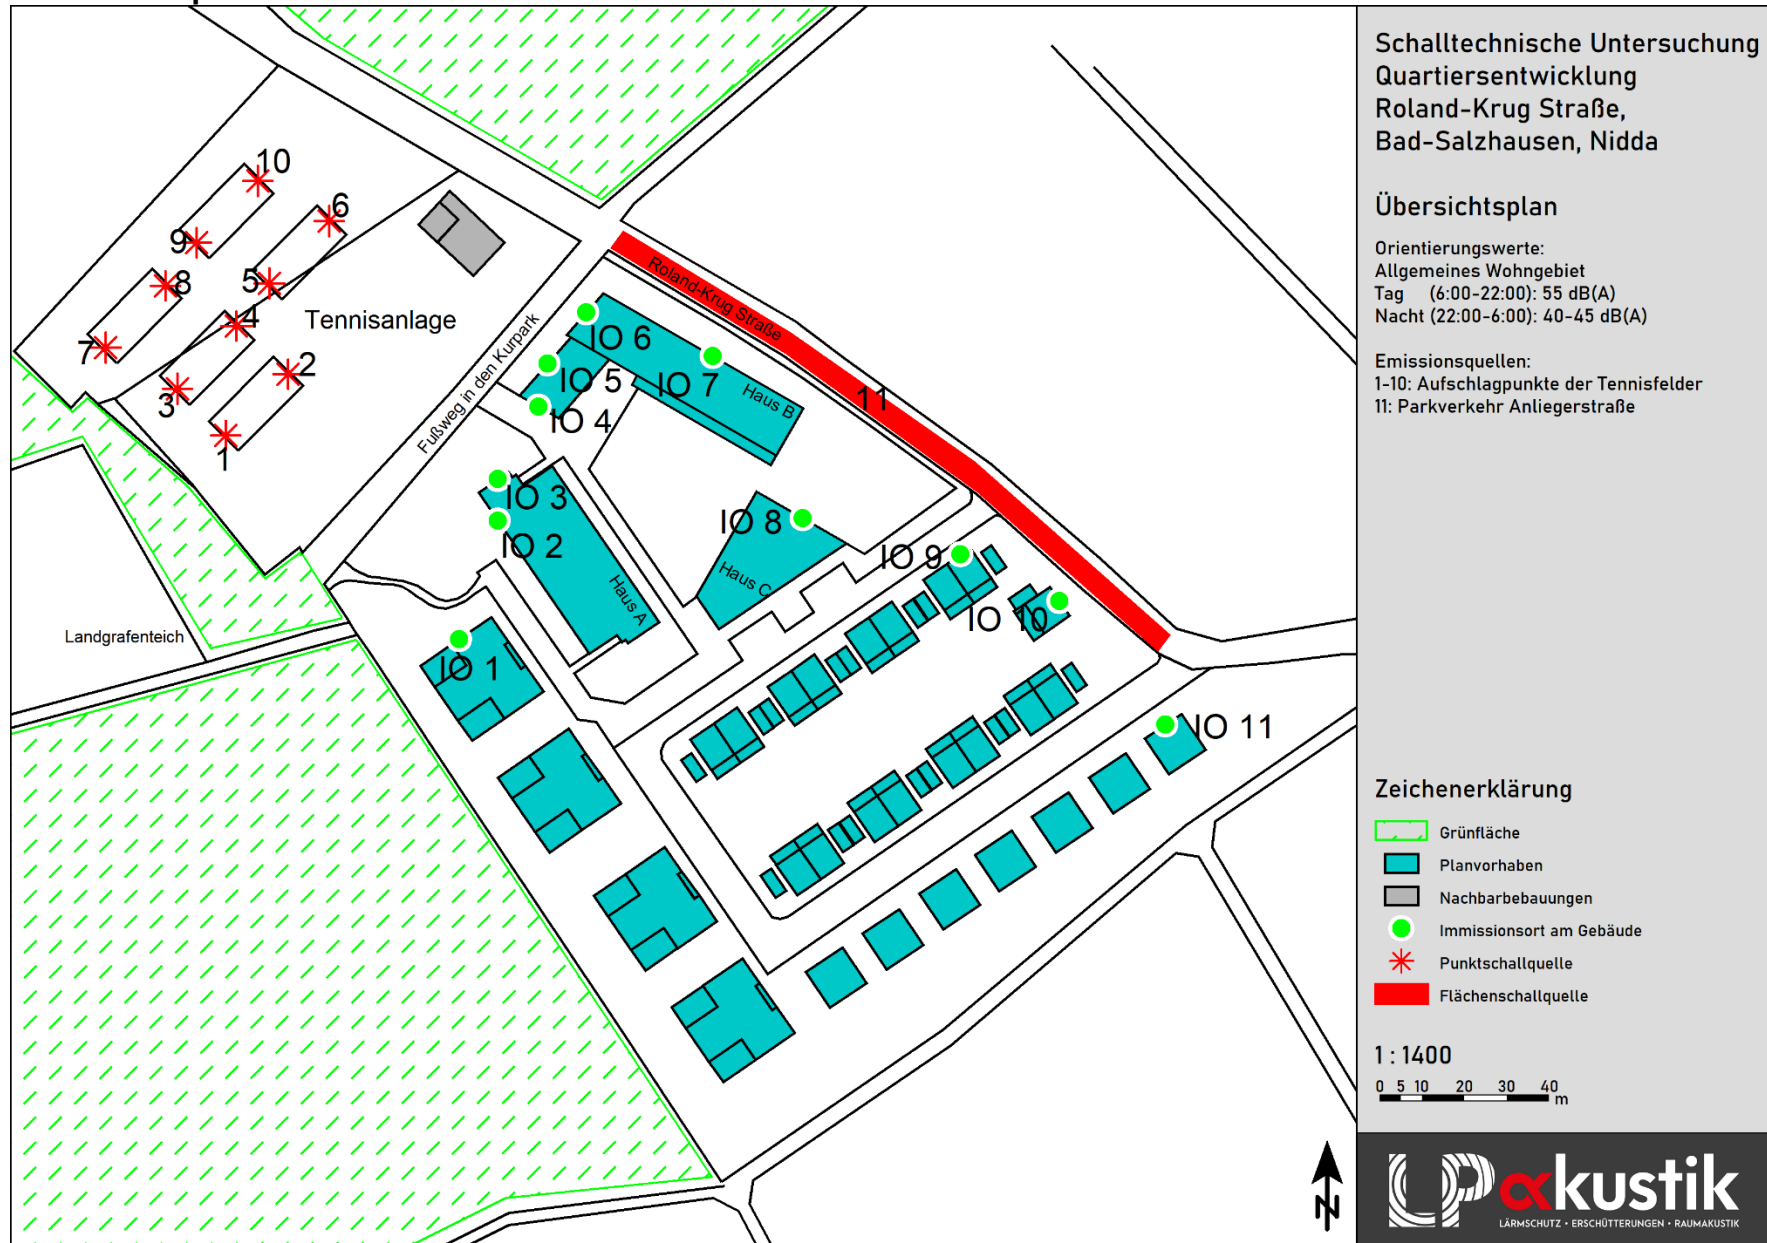 Schalltechnische Untersuchung
Quartiersentwicklung
Roland-Krug Straße,
Bad-Salzhausen, Nidda
Übersichtsplan
Orientierungswerte:
Allgemeines Wohngebiet
Tag (6:00-22:00): 55 dB(A)
Nacht (22:00-6:00): 40-45 dB(A)
Emissionsquellen:
1-10: Aufschlagpunkte der Tennisfelder
11: Parkverkehr Anliegerstraße
Zeichenerklärung
Grünfläche
Planvorhaben
Nachbarbebauungen
Immissionsort am Gebäude
Punktschallquelle
Flächenschallquelle
1 : 1400
0 5 10 20 30 40
m
N
LPakustik
LÄRMSCHUTZ • ERSCHÜTTERUNGEN • RAUMAKUSTIK
10
6
9
8
5
4
7
2
3
1
Tennisanlage
Fußweg in den Kurpark
Roland-Krug Straße
11
Landgrafenteich
IO 6
IO 5
IO 7
Haus B
IO 4
IO 3
IO 2
Haus A
IO 8
Haus C
IO 9
IO 10
IO 1
IO 11